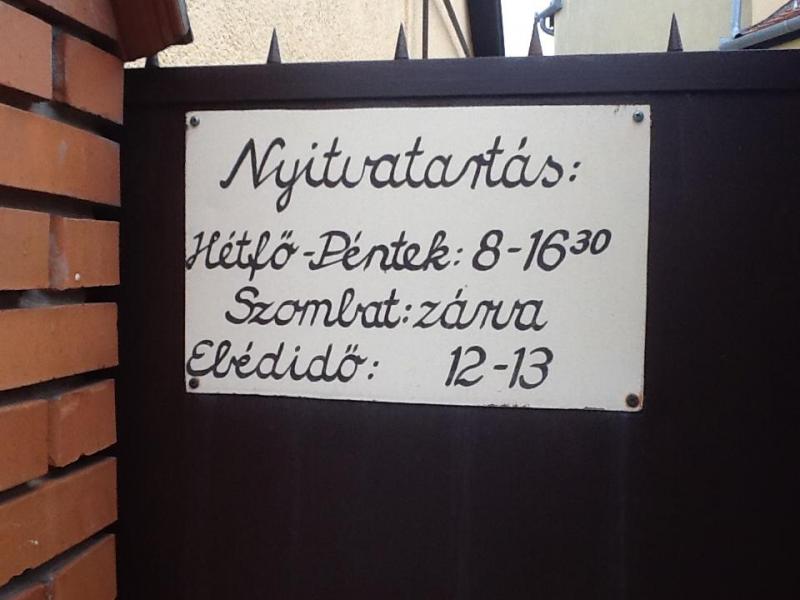 Nyitvatartás:
Hétfő-Péntek: 8-16³⁰
Szombat: zárva
Ebédidő: 12-13